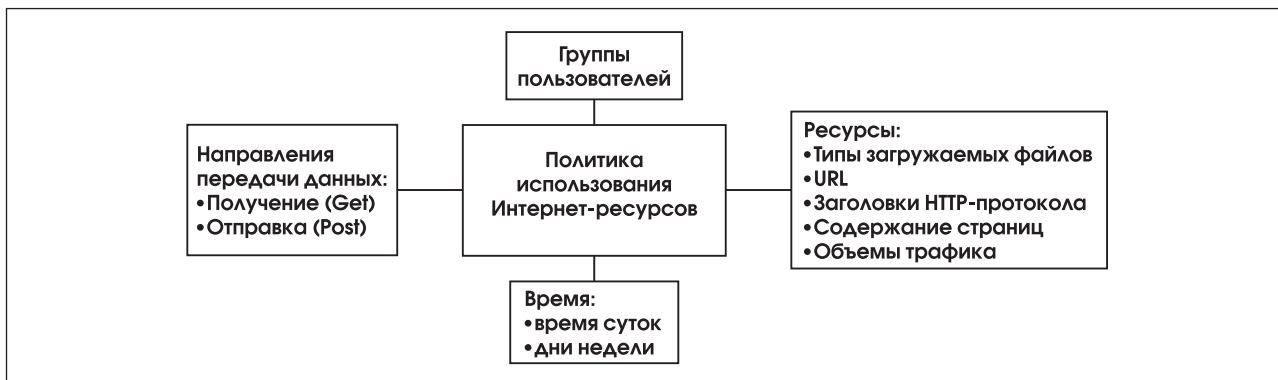 Группы
пользователей
Направления
передачи данных:
•Получение (Get)
•Отправка (Post)
Политика
использования
Интернет-ресурсов
Ресурсы:
•Типы загружаемых файлов
•URL
•Заголовки HTTP-протокола
•Содержание страниц
•Объемы трафика
Время:
•время суток
•дни недели